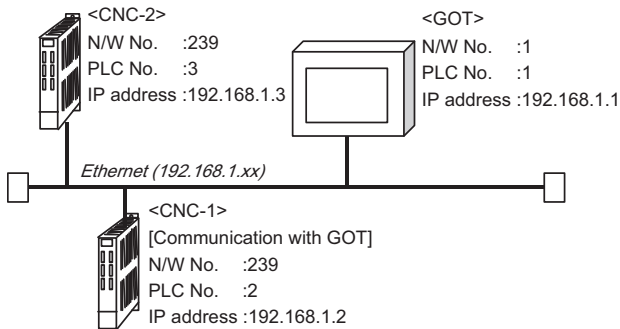 <CNC-2>
N/W No. :239
PLC No. :3
IP address :192.168.1.3
<GOT>
N/W No. :1
PLC No. :1
IP address :192.168.1.1
Ethernet (192.168.1.xx)
<CNC-1>
[Communication with GOT]
N/W No. :239
PLC No. :2
IP address :192.168.1.2